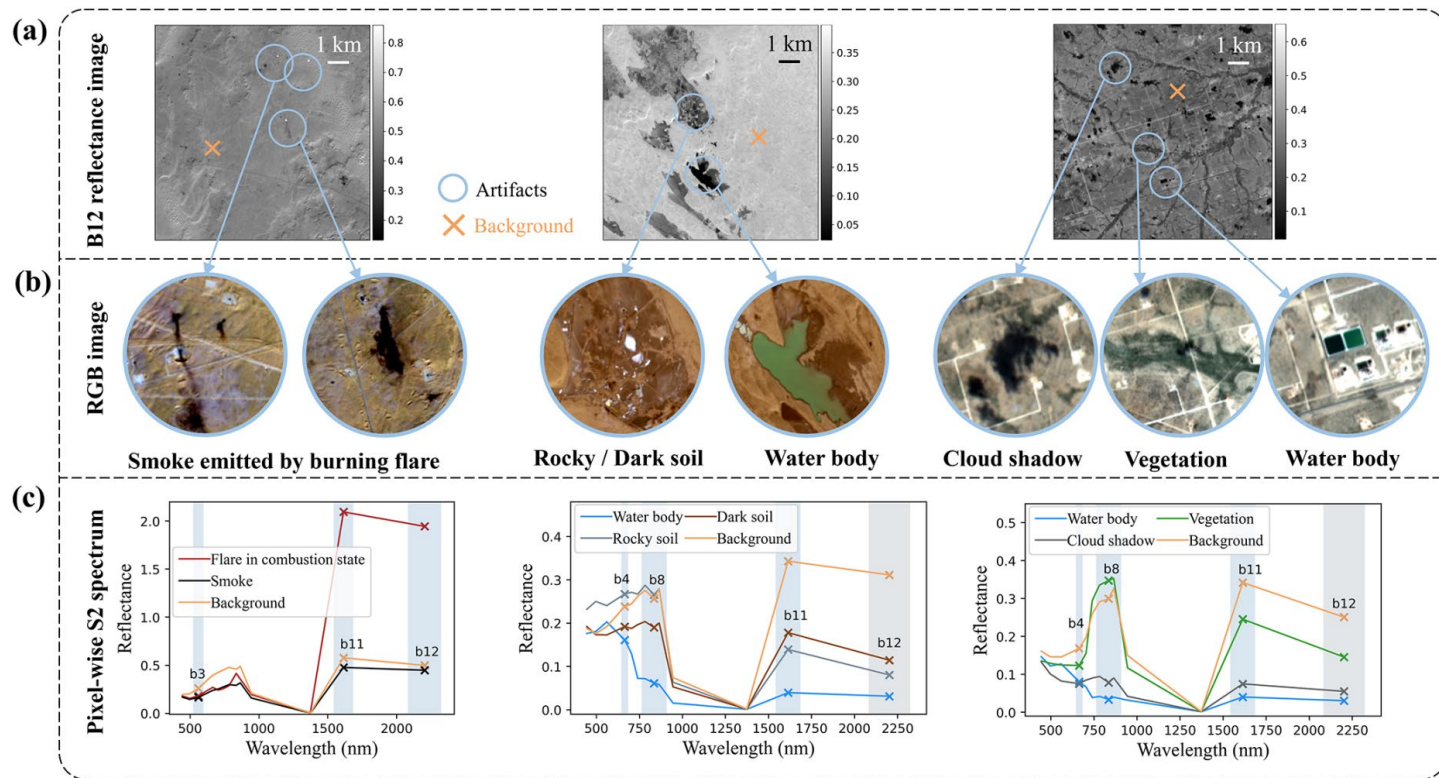 (a)
B12 reflectance image
1 km
0.8
0.7
0.6
0.5
0.4
0.3
0.2
Artifacts
Background
1 km
0.35
0.30
0.25
0.20
0.15
0.10
0.05
1 km
0.6
0.5
0.4
0.3
0.2
0.1
(b)
RGB image
Smoke emitted by burning flare
Rocky / Dark soil
Water body
Cloud shadow
Vegetation
Water body
(c)
Pixel-wise S2 spectrum
Reflectance
2.0
1.5
1.0
0.5
0.0
Flare in combustion state
Smoke
Background
b3
b11
b12
500
1000
1500
2000
Wavelength (nm)
Reflectance
0.4
0.3
0.2
0.1
0.0
Water body
Dark soil
Rocky soil
Background
b4
b8
b11
b12
500
750
1000
1250
1500
1750
2000
2250
Wavelength (nm)
Reflectance
0.5
0.4
0.3
0.2
0.1
0.0
Water body
Vegetation
Cloud shadow
Background
b4
b8
b11
b12
500
750
1000
1250
1500
1750
2000
2250
Wavelength (nm)